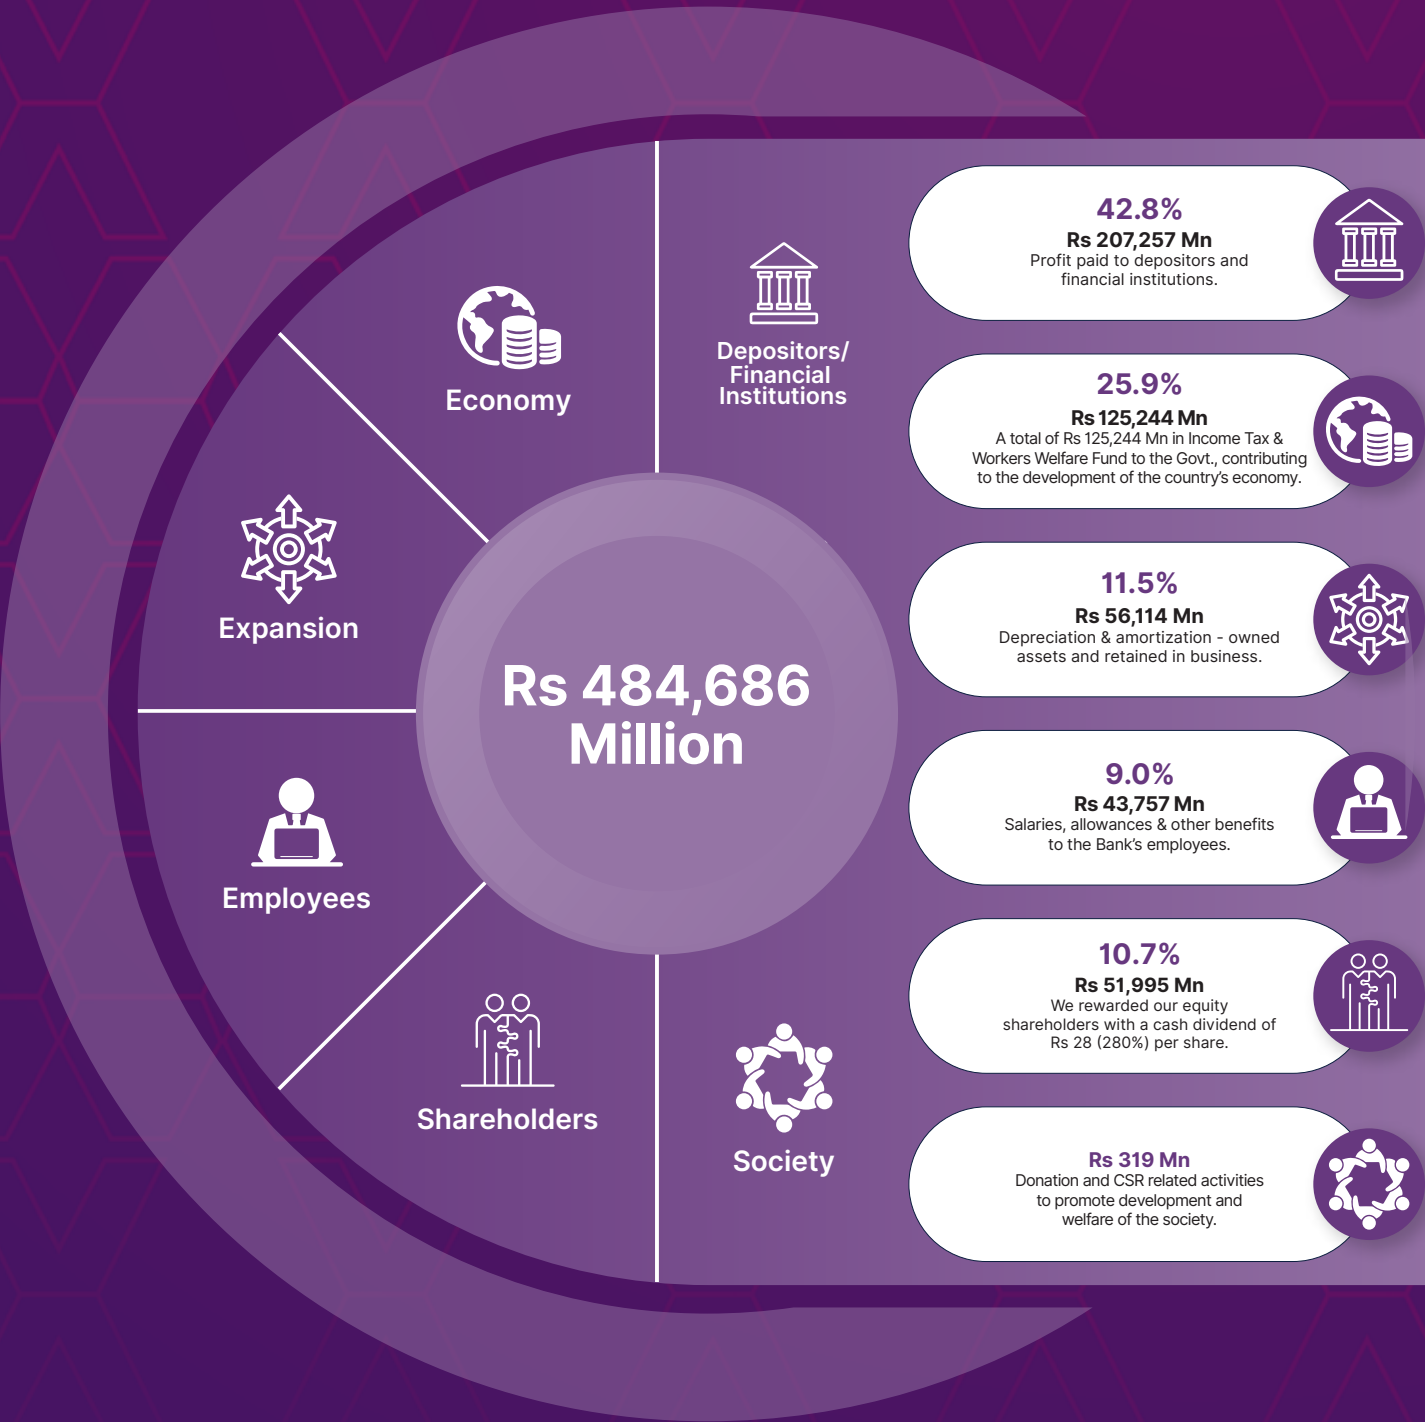 Economy
Depositors/
Financial
Institutions
Expansion
Rs 484,686
Million
Employees
Shareholders
Society
42.8%
Rs 207,257 Mn
Profit paid to depositors and
financial institutions.
25.9%
Rs 125,244 Mn
A total of Rs 125,244 Mn in Income Tax &
Workers Welfare Fund to the Govt., contributing
to the development of the country's economy.
11.5%
Rs 56,114 Mn
Depreciation & amortization - owned
assets and retained in business.
9.0%
Rs 43,757 Mn
Salaries, allowances & other benefits
to the Bank's employees.
10.7%
Rs 51,995 Mn
We rewarded our equity
shareholders with a cash dividend of
Rs 28 (280%) per share.
Rs 319 Mn
Donation and CSR related activities
to promote development and
welfare of the society.